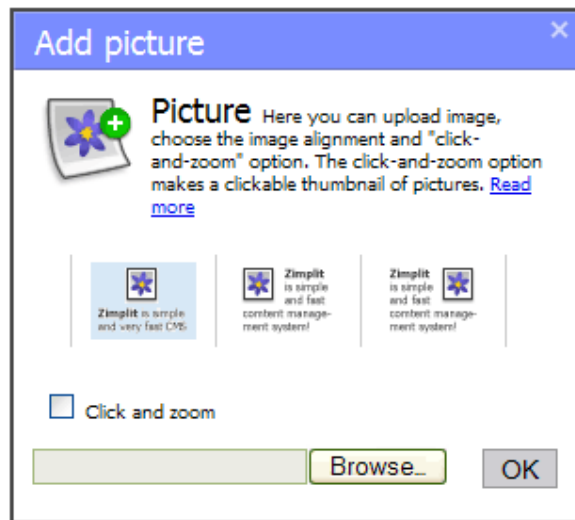 Add picture
×
Picture Here you can upload image,
choose the image alignment and "click-
and-zoom" option. The click-and-zoom option
makes a clickable thumbnail of pictures. Read
more
Zimplit is simple
and very fast CMS
Zimplit
is simple
and fast
comtent manage-
ment system!
Zimplit
is simple
and fast
comtent manage-
ment system!
Click and zoom
Browse...
OK